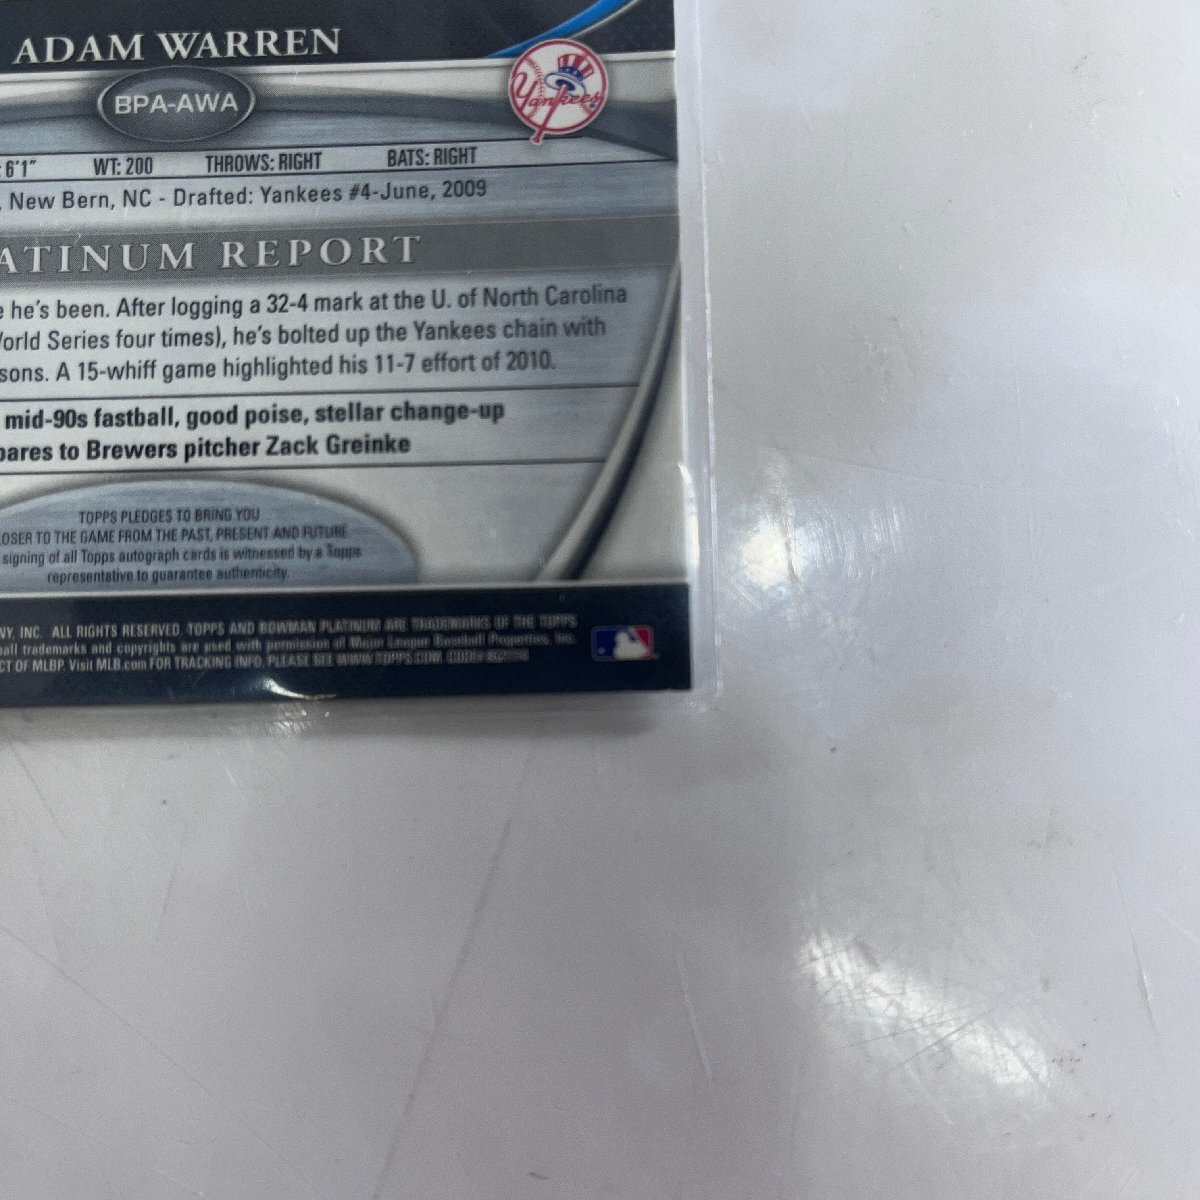 ADAM WARREN
BPA-AWA
Yankees
6'1" WT: 200 THROWS: RIGHT BATS: RIGHT
, New Bern, NC - Drafted: Yankees #4-June, 2009
ATINUM REPORT
e he's been. After logging a 32-4 mark at the U. of North Carolina
orld Series four times), he's bolted up the Yankees chain with
sons. A 15-whiff game highlighted his 11-7 effort of 2010.
mid-90s fastball, good poise, stellar change-up
pares to Brewers pitcher Zack Greinke
TOPPS PLEDGES TO BRING YOU
OSER TO THE GAME FROM THE PAST, PRESENT AND FUTURE.
signing of all Topps autograph cards is witnessed by a Topps
representative to guarantee authenticity.
NY, INC. ALL RIGHTS RESERVED. TOPPS AND BOWMAN PLATINUM ARE TRADEMARKS OF THE TOPPS
ball trademarks and copyrights are used with permission of Major League Baseball Properties, Inc.
CT OF MLBP. Visit MLB.com FOR TRACKING INFO, PLEASE SEE WWW.TOPPS.COM.